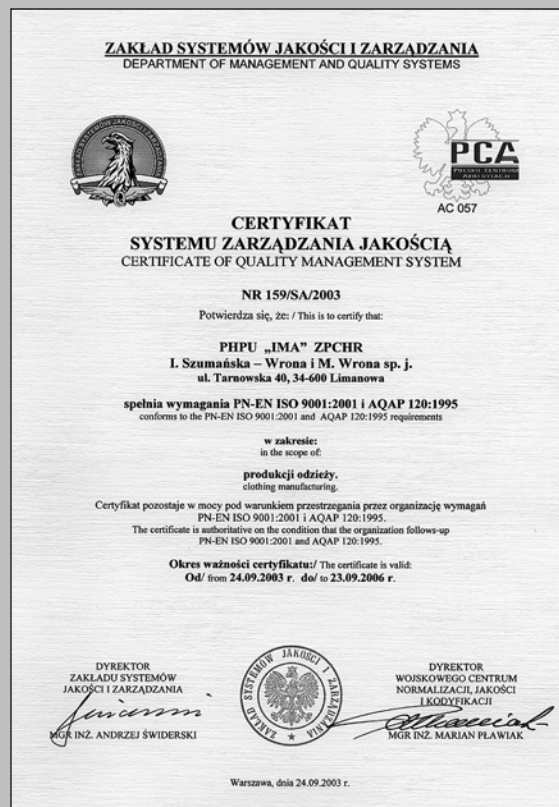 ZAKŁAD SYSTEMÓW JAKOŚCI I ZARZĄDZANIA
DEPARTMENT OF MANAGEMENT AND QUALITY SYSTEMS
ZAKŁAD SYSTEMÓW JAKOŚCI I ZARZĄDZANIA
PCA
POLSKIE CENTRUM
AKREDYTACJI
AC 057
CERTYFIKAT
SYSTEMU ZARZĄDZANIA JAKOŚCIĄ
CERTIFICATE OF QUALITY MANAGEMENT SYSTEM
NR 159/SA/2003
Potwierdza się, że: / This is to certify that:
PHPU „IMA” ZPCHR
I. Szumańska – Wrona i M. Wrona sp. j.
ul. Tarnowska 40, 34-600 Limanowa
spełnia wymagania PN-EN ISO 9001:2001 i AQAP 120:1995
conforms to the PN-EN ISO 9001:2001 and AQAP 120:1995 requirements
w zakresie:
in the scope of:
produkcji odzieży.
clothing manufacturing.
Certyfikat pozostaje w mocy pod warunkiem przestrzegania przez organizację wymagań
PN-EN ISO 9001:2001 i AQAP 120:1995.
The certificate is authoritative on the condition that the organization follows-up
PN-EN ISO 9001:2001 and AQAP 120:1995.
Okres ważności certyfikatu:/ The certificate is valid:
Od/ from 24.09.2003 r. do/ to 23.09.2006 r.
DYREKTOR
ZAKŁADU SYSTEMÓW
JAKOŚCI I ZARZĄDZANIA
MGR INŻ. ANDRZEJ ŚWIDERSKI
ZAKŁAD SYSTEMÓW JAKOŚCI I ZARZĄDZANIA
DYREKTOR
WOJSKOWEGO CENTRUM
NORMALIZACJI, JAKOŚCI
I KODYFIKACJI
MGR INŻ. MARIAN PŁAWIAK
Warszawa, dnia 24.09.2003 r.